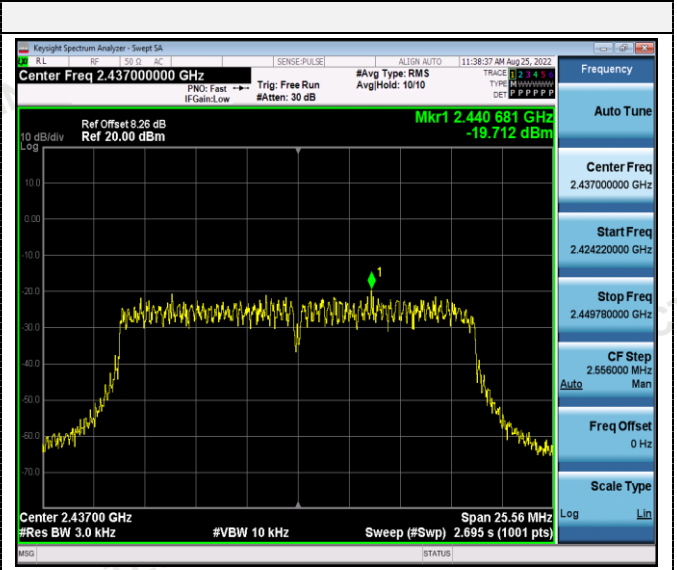 Keysight Spectrum Analyzer - Swept SA
LXI RL RF 50 Ω AC SENSE:PULSE ALIGN AUTO 11:38:37 AM Aug 25, 2022
Center Freq 2.437000000 GHz
PNO: Fast
IFGain:Low
Trig: Free Run
#Atten: 30 dB
#Avg Type: RMS
Avg|Hold: 10/10
TRACE 1 2 3 4 5 6
TYPE M WWWWW
DET P P P P P P
Ref Offset 8.26 dB
10 dB/div Ref 20.00 dBm
Log
Mkr1 2.440 681 GHz
-19.712 dBm
10.0
0.00
-10.0
1
-20.0
-30.0
-40.0
-50.0
-60.0
-70.0
Center 2.43700 GHz Span 25.56 MHz
#Res BW 3.0 kHz #VBW 10 kHz Sweep (#Swp) 2.695 s (1001 pts)
MSG STATUS
Frequency
Auto Tune
Center Freq
2.437000000 GHz
Start Freq
2.424220000 GHz
Stop Freq
2.449780000 GHz
CF Step
2.556000 MHz
Auto Man
Freq Offset
0 Hz
Scale Type
Log Lin